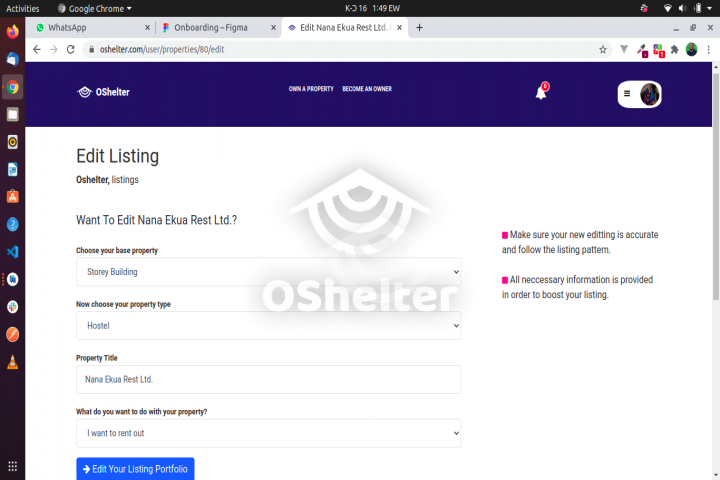 Activities
Google Chrome
K-Ɔ 16 1:49 EW
WhatsApp
Onboarding – Figma
Edit Nana Ekua Rest Ltd.
oshelter.com/user/properties/80/edit
OShelter
OWN A PROPERTY
BECOME AN OWNER
0
Edit Listing
Oshelter, listings
Want To Edit Nana Ekua Rest Ltd.?
Choose your base property
Storey Building
Now choose your property type
Hostel
Property Title
Nana Ekua Rest Ltd.
What do you want to do with your property?
I want to rent out
Edit Your Listing Portfolio
Make sure your new editting is accurate
and follow the listing pattern.
All neccessary information is provided
in order to boost your listing.
OShelter